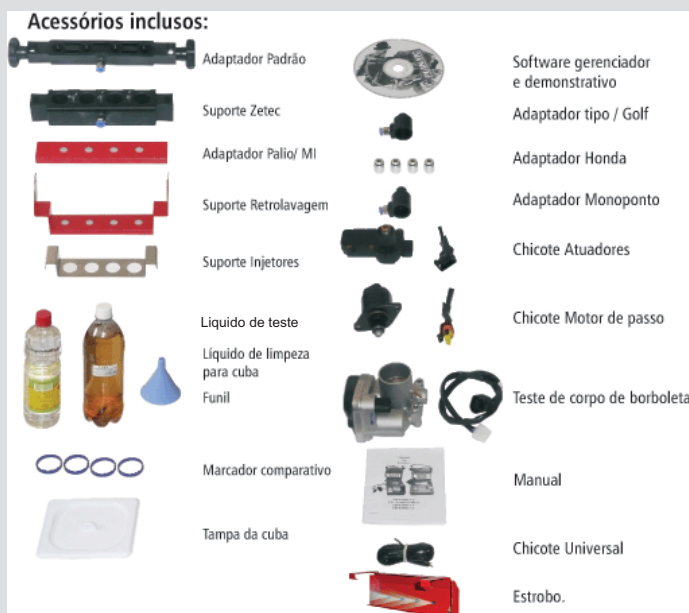 Acessórios inclusos:
Adaptador Padrão
Suporte Zetec
Adaptador Palio/ MI
Suporte Retrolavagem
Suporte Injetores
Liquido de teste
Líquido de limpeza
para cuba
Funil
Marcador comparativo
Tampa da cuba
Software gerenciador
e demonstrativo
Adaptador tipo / Golf
Adaptador Honda
Adaptador Monoponto
Chicote Atuadores
Chicote Motor de passo
Teste de corpo de borboleta
Manual
Chicote Universal
Estrobo.